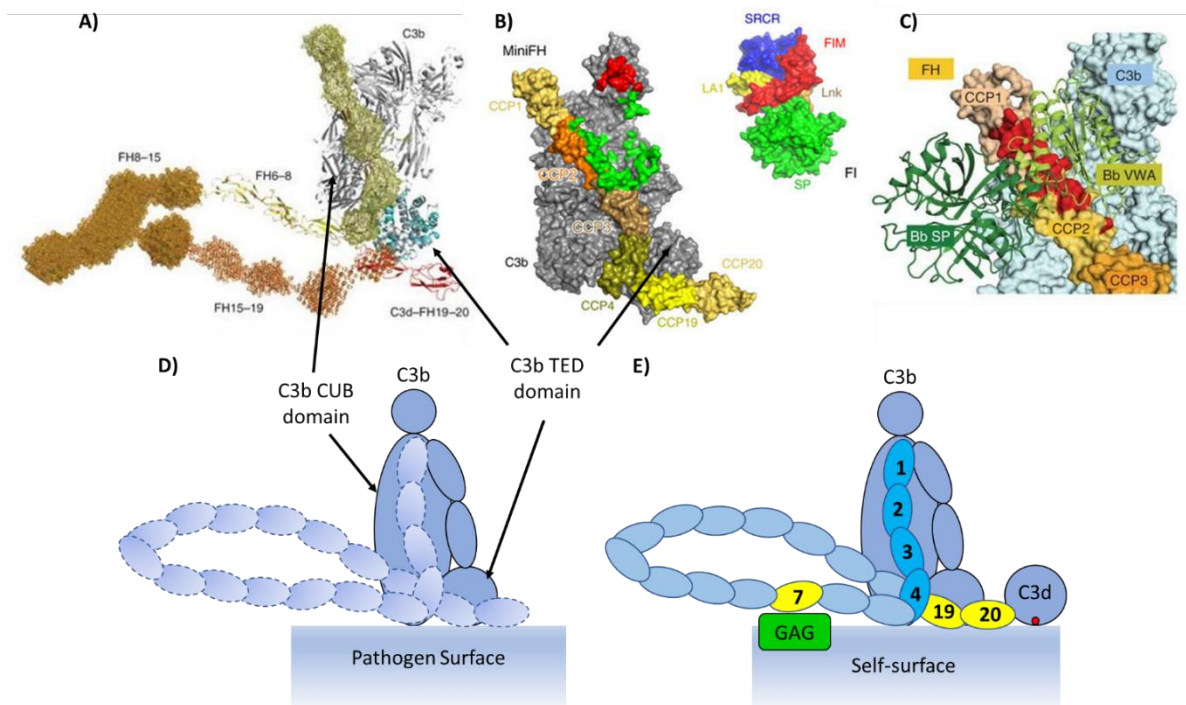 A)
C3b
FH8–15
FH6–8
FH15–19
C3d–FH19–20
B)
MiniFH
CCP1
CCP2
CCP3
C3b
CCP4
CCP19
CCP20
SRCR
FIM
LA1
Lnk
SP
FI
C)
FH
CCP1
C3b
Bb VWA
CCP2
Bb SP
CCP3
D)
C3b
C3b CUB
domain
C3b TED
domain
Pathogen Surface
E)
C3b
1
2
3
4
7
19
20
C3d
GAG
Self-surface